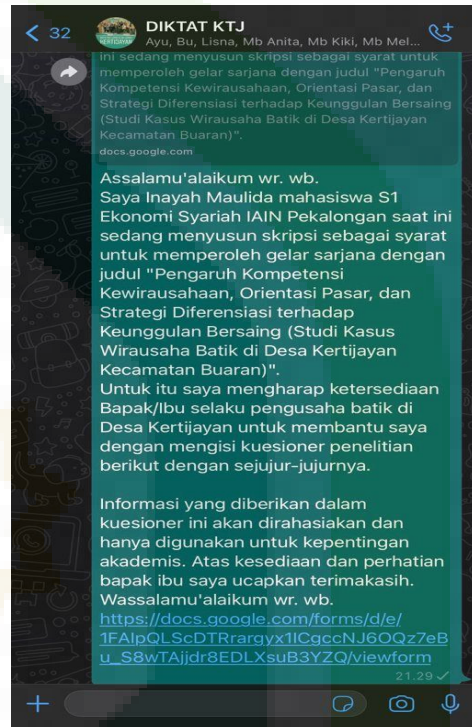 32
DIKTAT KTJ
Ayu, Bu, Lisna, Mb Anita, Mb Kiki, Mb Mel...
ini sedang menyusun skripsi sebagai syarat untuk
memperoleh gelar sarjana dengan judul "Pengaruh
Kompetensi Kewirausahaan, Orientasi Pasar, dan
Strategi Diferensiasi terhadap Keunggulan Bersaing
(Studi Kasus Wirausaha Batik di Desa Kertijayan
Kecamatan Buaran)".
docs.google.com
Assalamu'alaikum wr. wb.
Saya Inayah Maulida mahasiswa S1
Ekonomi Syariah IAIN Pekalongan saat ini
sedang menyusun skripsi sebagai syarat
untuk memperoleh gelar sarjana dengan
judul "Pengaruh Kompetensi
Kewirausahaan, Orientasi Pasar, dan
Strategi Diferensiasi terhadap
Keunggulan Bersaing (Studi Kasus
Wirausaha Batik di Desa Kertijayan
Kecamatan Buaran)".
Untuk itu saya mengharap ketersediaan
Bapak/Ibu selaku pengusaha batik di
Desa Kertijayan untuk membantu saya
dengan mengisi kuesioner penelitian
berikut dengan sejujur-jujurnya.
Informasi yang diberikan dalam
kuesioner ini akan dirahasiakan dan
hanya digunakan untuk kepentingan
akademis. Atas kesediaan dan perhatian
bapak ibu saya ucapkan terimakasih.
Wassalamu'alaikum wr. wb.
https://docs.google.com/forms/d/e/
1FAIpQLScDTRrargyx1ICgccNJ6OQz7eB
u_S8wTAjjdr8EDLXsuB3YZQ/viewform
21.29